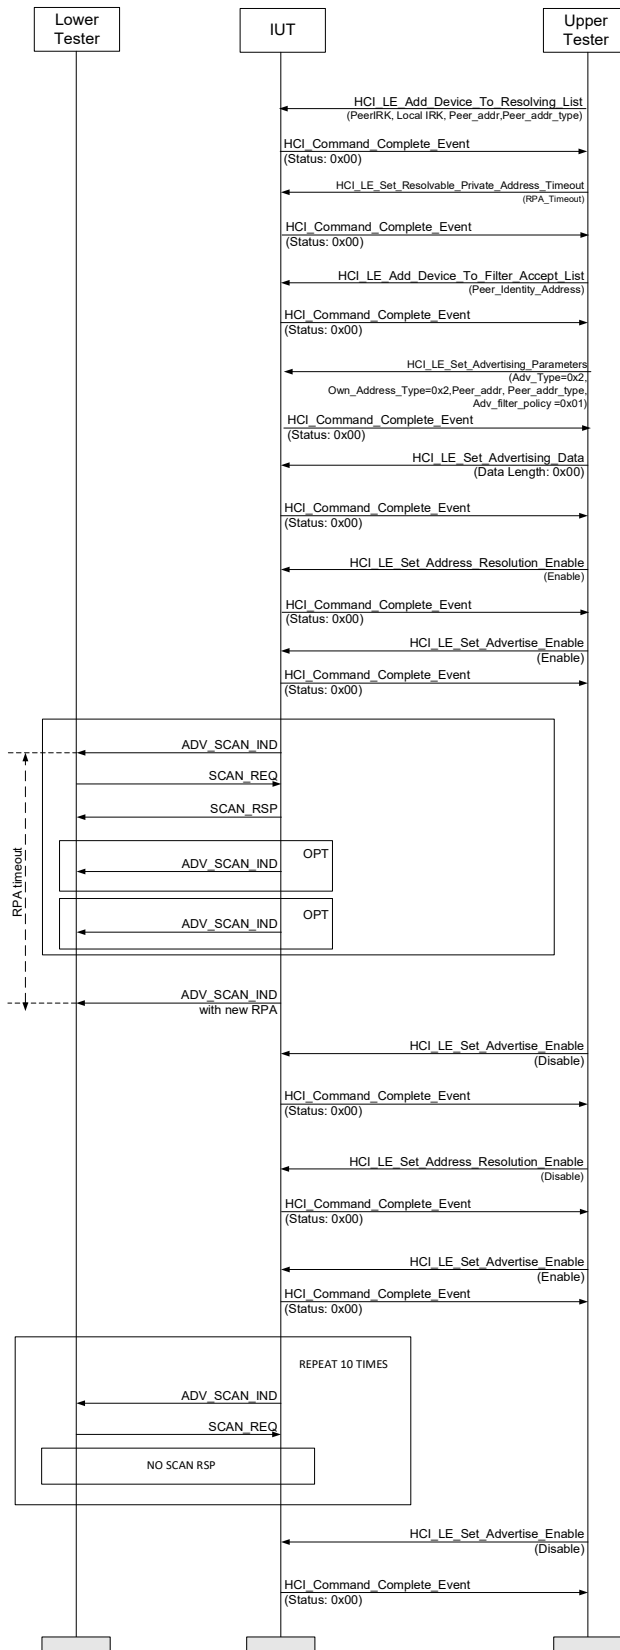 Lower
Tester
IUT
Upper
Tester
HCI_LE_Add_Device_To_Resolving_List
(PeerIRK, Local IRK, Peer_addr,Peer_addr_type)
HCI_Command_Complete_Event
(Status: 0x00)
HCI_LE_Set_Resolvable_Private_Address_Timeout
(RPA_Timeout)
HCI_Command_Complete_Event
(Status: 0x00)
HCI_LE_Add_Device_To_Filter_Accept_List
(Peer_Identity_Address)
HCI_Command_Complete_Event
(Status: 0x00)
HCI_LE_Set_Advertising_Parameters
(Adv_Type=0x2,
Own_Address_Type=0x2,Peer_addr, Peer_addr_type,
Adv_filter_policy =0x01)
HCI_Command_Complete_Event
(Status: 0x00)
HCI_LE_Set_Advertising_Data
(Data Length: 0x00)
HCI_Command_Complete_Event
(Status: 0x00)
HCI_LE_Set_Address_Resolution_Enable
(Enable)
HCI_Command_Complete_Event
(Status: 0x00)
HCI_LE_Set_Advertise_Enable
(Enable)
HCI_Command_Complete_Event
(Status: 0x00)
ADV_SCAN_IND
SCAN_REQ
SCAN_RSP
OPT
ADV_SCAN_IND
OPT
ADV_SCAN_IND
RPA timeout
ADV_SCAN_IND
with new RPA
HCI_LE_Set_Advertise_Enable
(Disable)
HCI_Command_Complete_Event
(Status: 0x00)
HCI_LE_Set_Address_Resolution_Enable
(Disable)
HCI_Command_Complete_Event
(Status: 0x00)
HCI_LE_Set_Advertise_Enable
(Enable)
HCI_Command_Complete_Event
(Status: 0x00)
REPEAT 10 TIMES
ADV_SCAN_IND
SCAN_REQ
NO SCAN RSP
HCI_LE_Set_Advertise_Enable
(Disable)
HCI_Command_Complete_Event
(Status: 0x00)